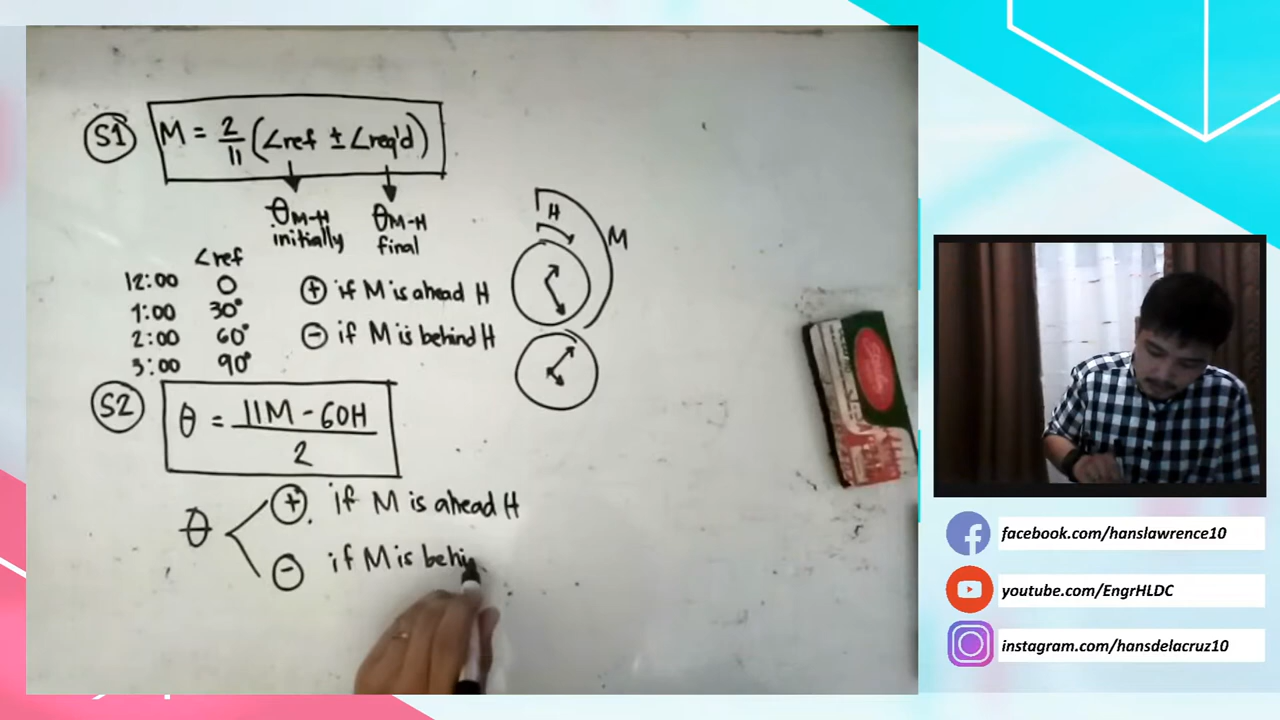 S1 M = 2/11 (∠ref ± ∠req'd)
θM-H initially
θM-H final
∠ref
12:00 0
1:00 30°
2:00 60°
3:00 90°
⊕ if M is ahead H
⊖ if M is behind H
H
M
S2 θ = (11M - 60H)/2
θ
⊕ if M is ahead H
⊖ if M is behi
facebook.com/hanslawrence10
youtube.com/EngrHLDC
instagram.com/hansdelacruz10